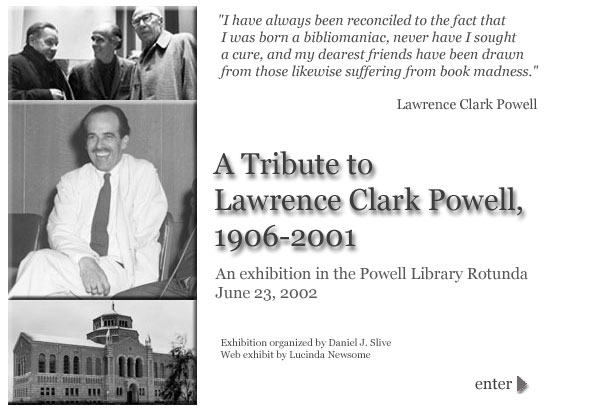 "I have always been reconciled to the fact that
I was born a bibliomaniac, never have I sought
a cure, and my dearest friends have been drawn
from those likewise suffering from book madness."
Lawrence Clark Powell
A Tribute to
Lawrence Clark Powell,
1906-2001
An exhibition in the Powell Library Rotunda
June 23, 2002
Exhibition organized by Daniel J. Slive
Web exhibit by Lucinda Newsome
enter